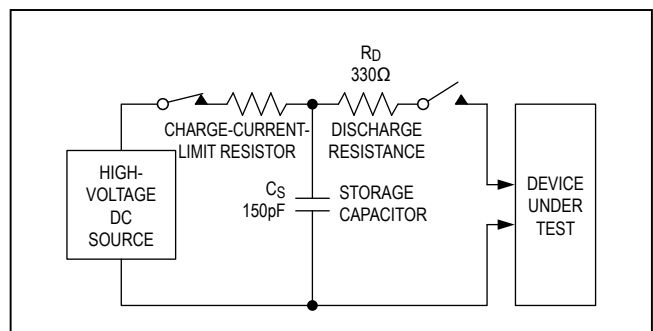 RD
330Ω
CHARGE-CURRENT-
LIMIT RESISTOR
DISCHARGE
RESISTANCE
HIGH-
VOLTAGE
DC
SOURCE
CS
150pF
STORAGE
CAPACITOR
DEVICE
UNDER
TEST